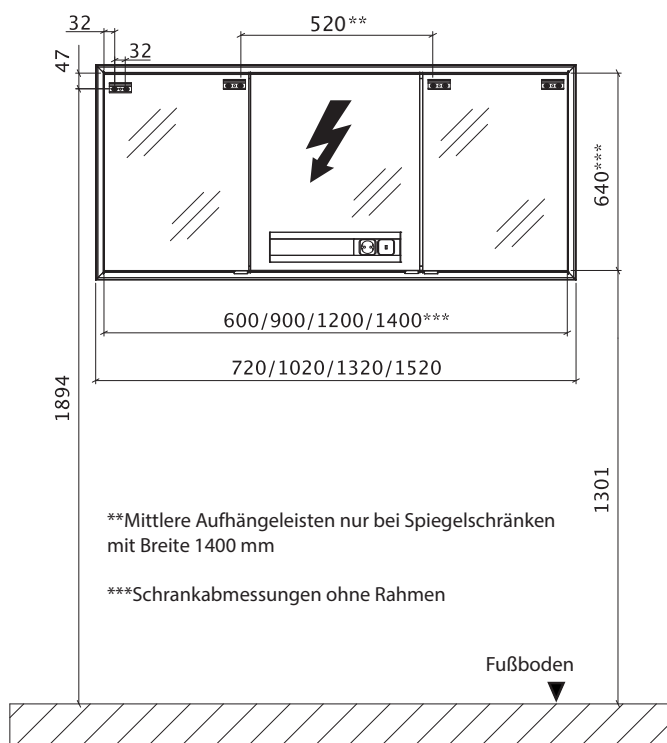 32
520**
32
47
640***
600/900/1200/1400***
720/1020/1320/1520
1894
1301
**Mittlere Aufhängeleisten nur bei Spiegelschränken
mit Breite 1400 mm
***Schrankabmessungen ohne Rahmen
Fußboden